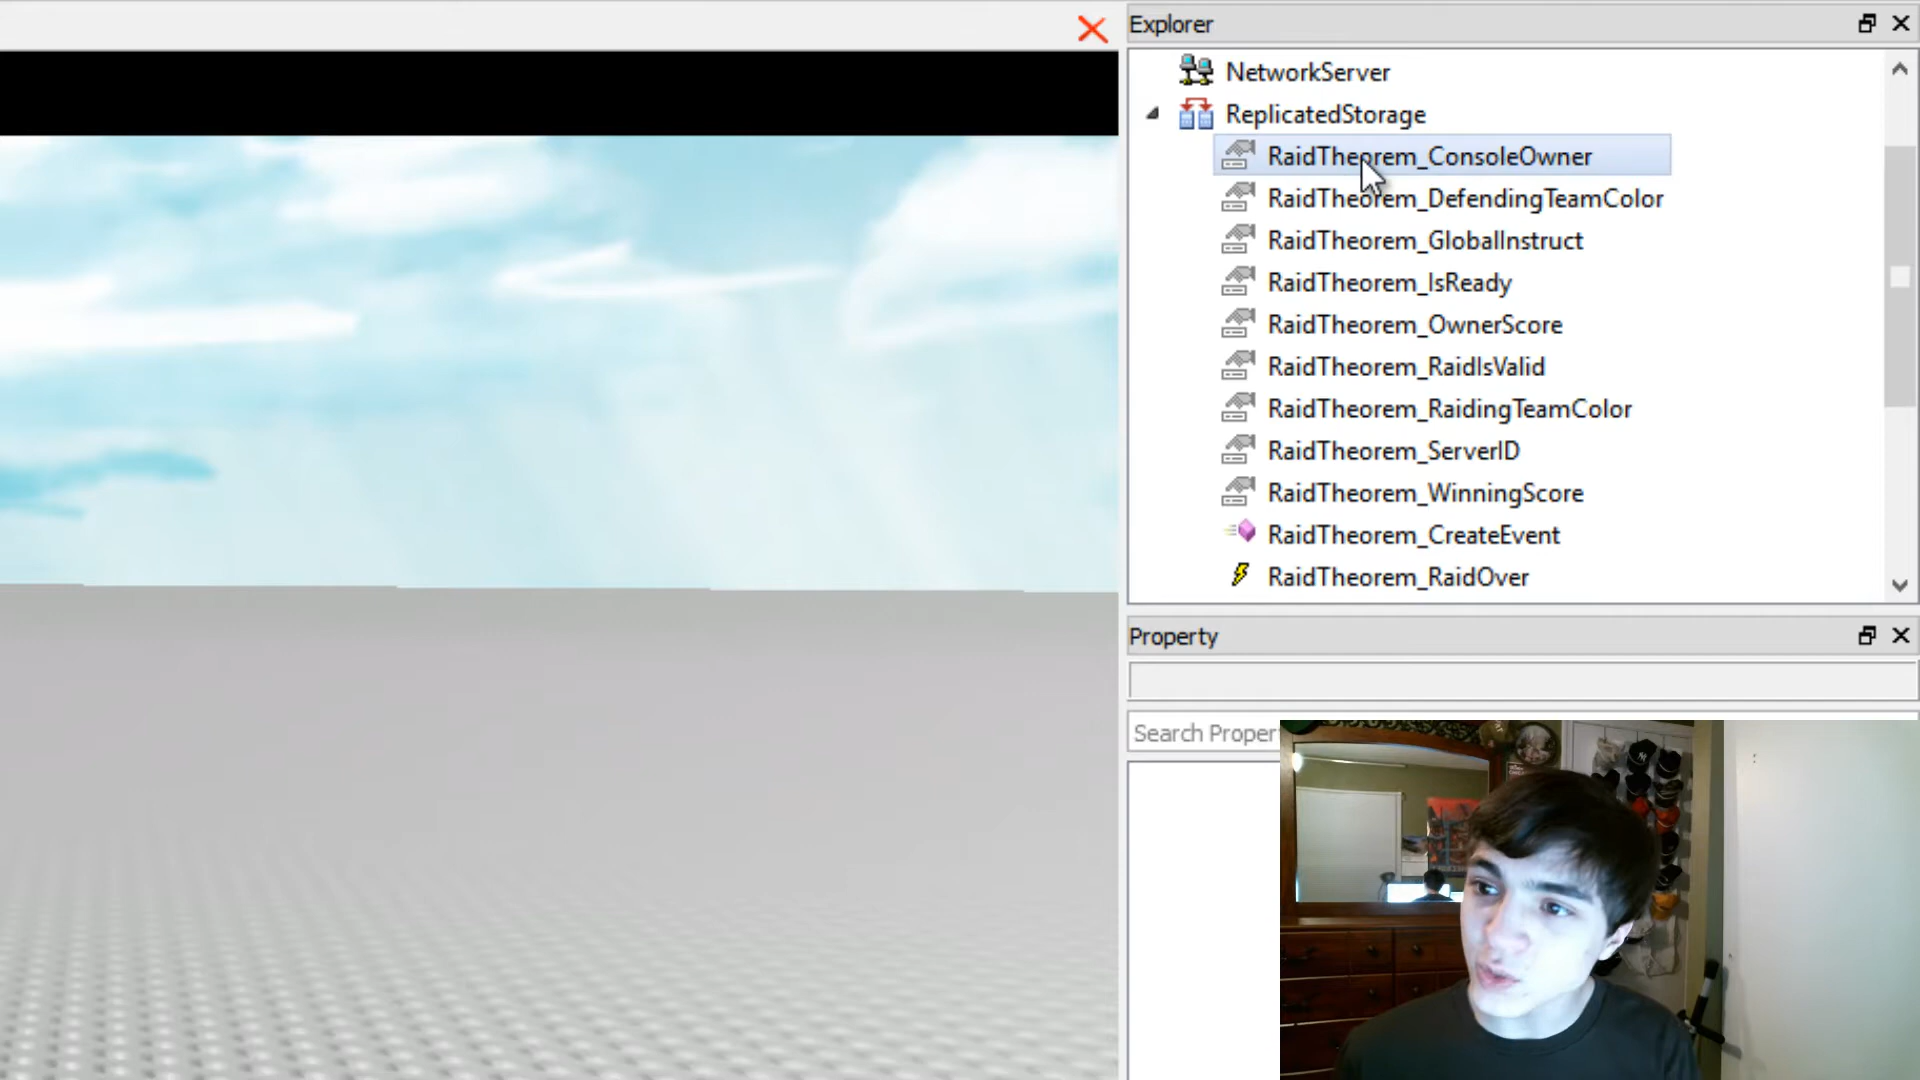 Explorer
NetworkServer
ReplicatedStorage
RaidTheorem_ConsoleOwner
RaidTheorem_DefendingTeamColor
RaidTheorem_GlobalInstruct
RaidTheorem_IsReady
RaidTheorem_OwnerScore
RaidTheorem_RaidIsValid
RaidTheorem_RaidingTeamColor
RaidTheorem_ServerID
RaidTheorem_WinningScore
RaidTheorem_CreateEvent
RaidTheorem_RaidOver
Property
Search Proper